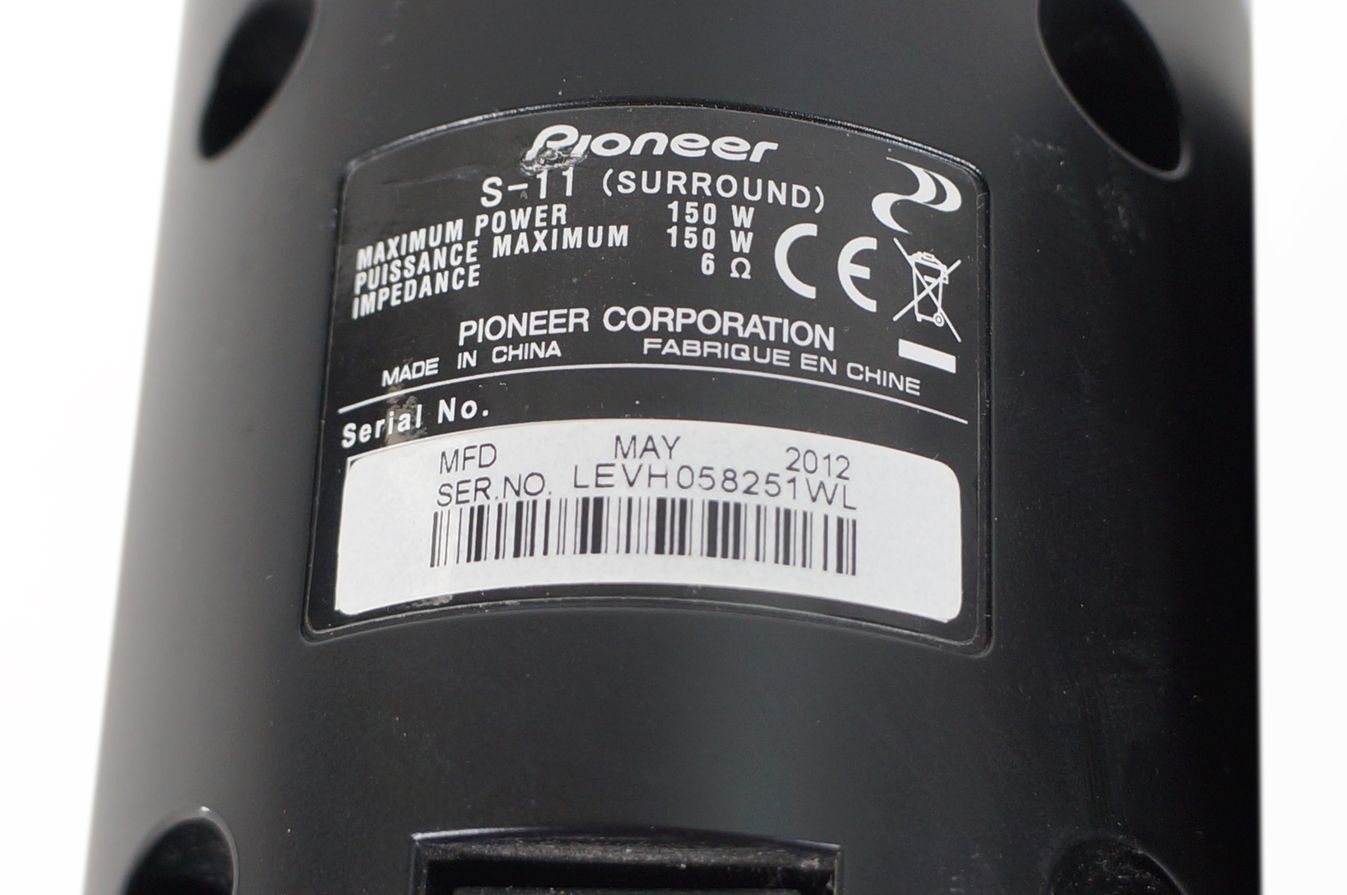 Pioneer
S-11 (SURROUND)
MAXIMUM POWER 150 W
PUISSANCE MAXIMUM 150 W
IMPEDANCE 6 Ω
CE
PIONEER CORPORATION
MADE IN CHINA FABRIQUE EN CHINE
Serial No.
MFD MAY 2012
SER.NO. LEVH058251WL